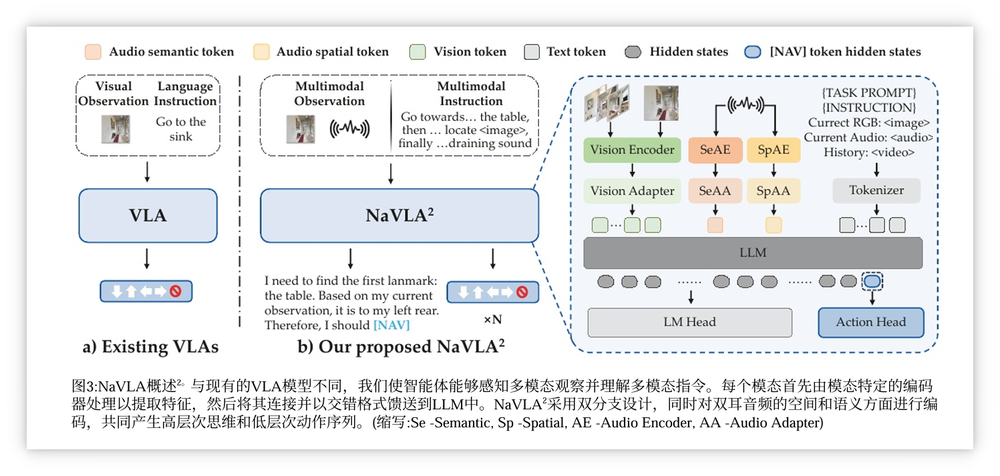 Audio semantic token Audio spatial token Vision token Text token Hidden states [NAV] token hidden states
Visual
Observation
Language
Instruction
Go to the
sink
VLA
a) Existing VLAs
Multimodal
Observation
Multimodal
Instruction
Go towards… the table,
then … locate <image>,
finally …draining sound
NaVLA²
I need to find the first lanmark:
the table. Based on my current
observation, it is to my left rear.
Therefore, I should [NAV]
×N
b) Our proposed NaVLA²
{TASK PROMPT}
{INSTRUCTION}
Currect RGB: <image>
Current Audio: <audio>
History: <video>
Vision Encoder SeAE SpAE
Vision Adapter SeAA SpAA Tokenizer
... ...
LLM
...... ......
LM Head Action Head
图3:NaVLA概述²。与现有的VLA模型不同，我们使智能体能够感知多模态观察并理解多模态指令。每个模态首先由模态特定的编码
器处理以提取特征，然后将其连接并以交错格式馈送到LLM中。NaVLA²采用双分支设计，同时对双耳音频的空间和语义方面进行编
码，共同产生高层次思维和低层次动作序列。(缩写:Se -Semantic, Sp -Spatial, AE -Audio Encoder, AA -Audio Adapter)